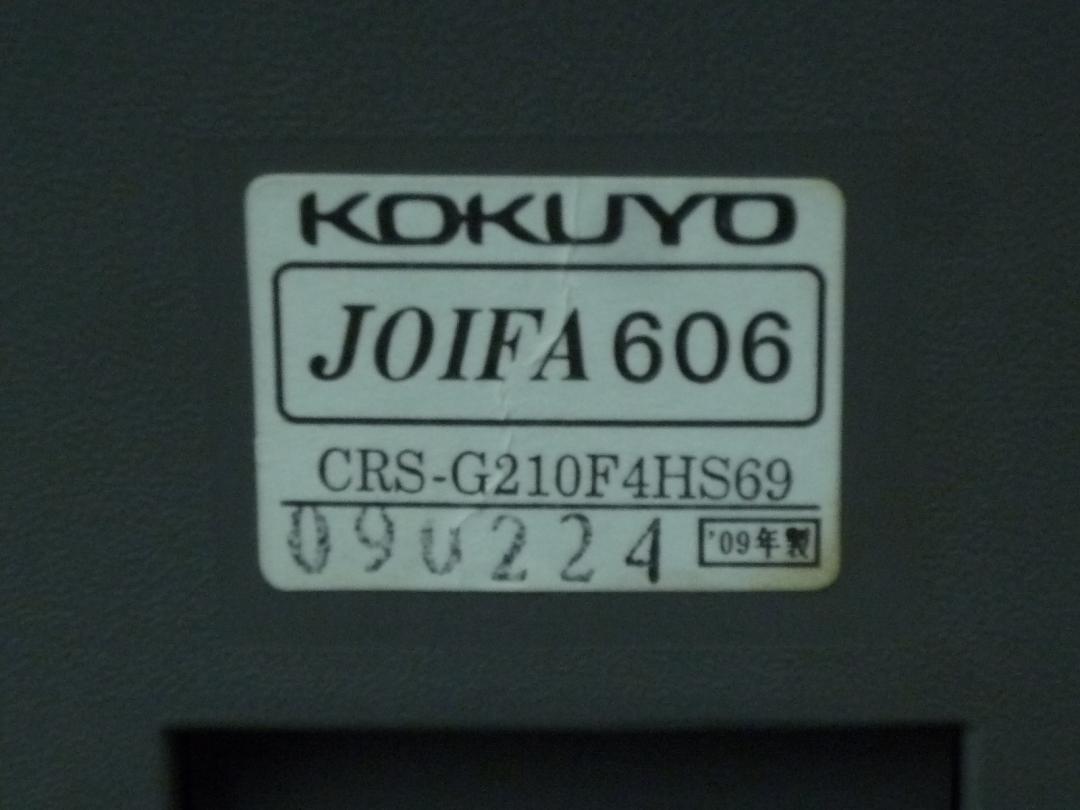 KOKUYO
JOIFA 606
CRS-G210F4HS69
090224 '09年製